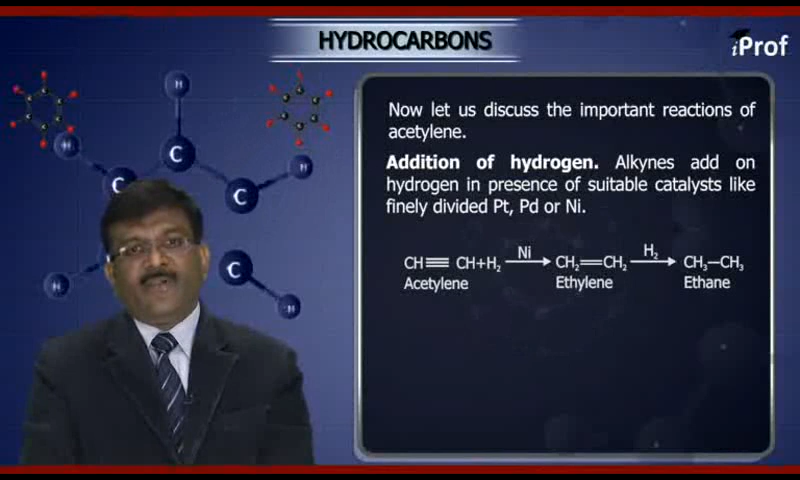 HYDROCARBONS
iProf
Now let us discuss the important reactions of
acetylene.
Addition of hydrogen. Alkynes add on
hydrogen in presence of suitable catalysts like
finely divided Pt, Pd or Ni.
CH≡CH+H₂ —Ni→ CH₂=CH₂ —H₂→ CH₃–CH₃
Acetylene Ethylene Ethane
H
H
C
C
C
H
C
H
H